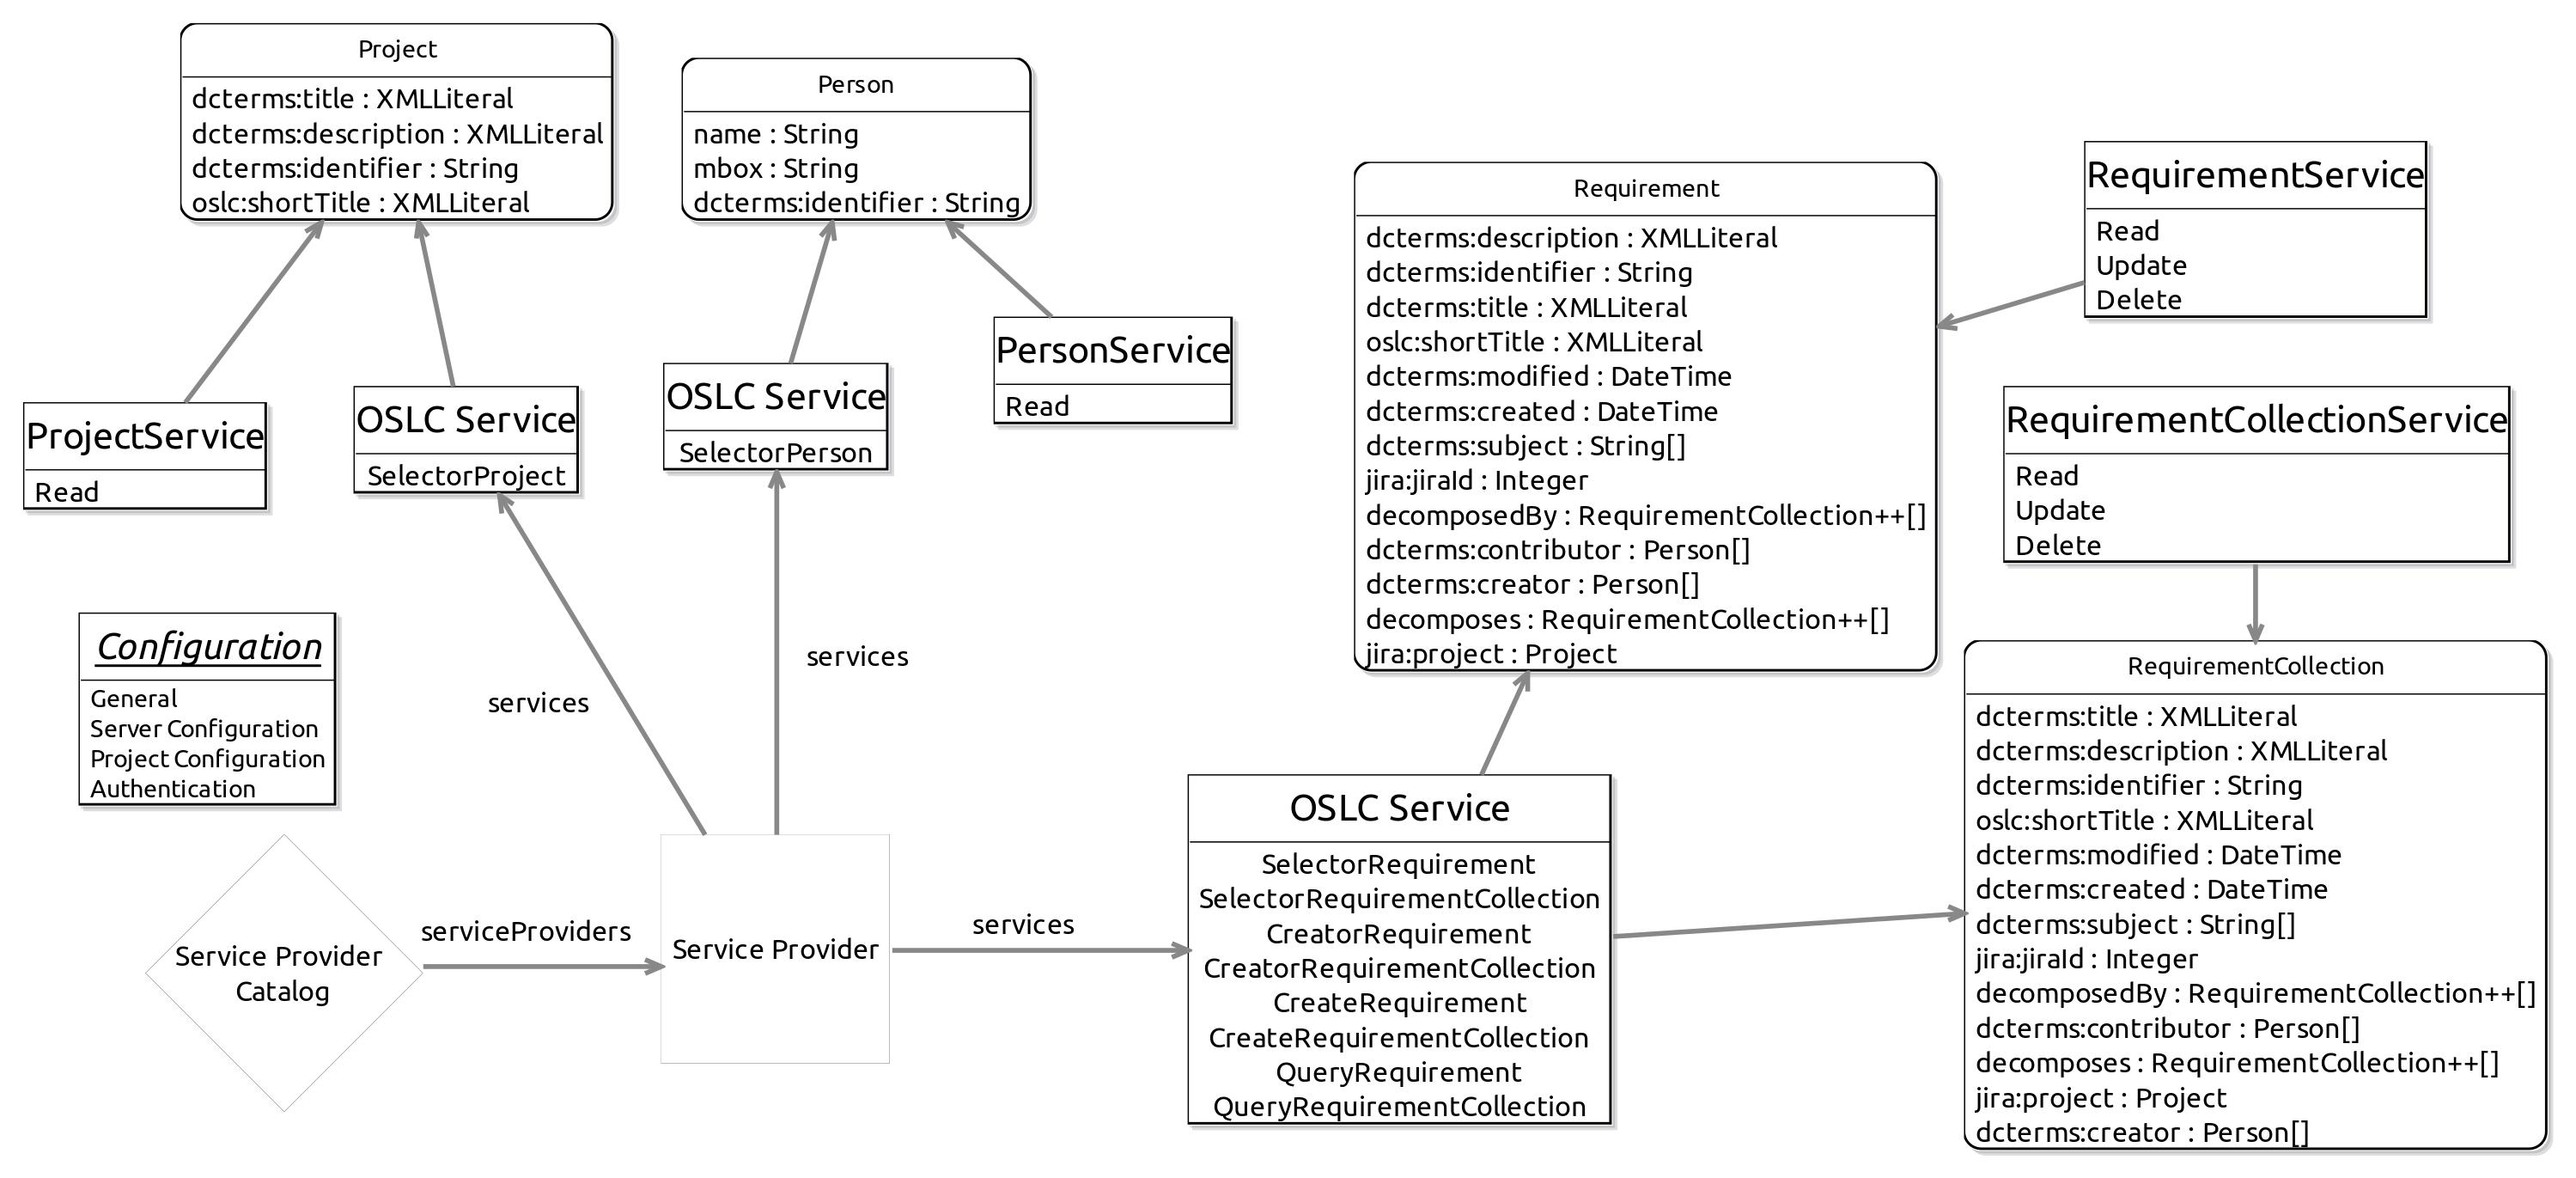 Project
dcterms:title : XMLLiteral
dcterms:description : XMLLiteral
dcterms:identifier : String
oslc:shortTitle : XMLLiteral
Person
name : String
mbox : String
dcterms:identifier : String
Requirement
dcterms:description : XMLLiteral
dcterms:identifier : String
dcterms:title : XMLLiteral
oslc:shortTitle : XMLLiteral
dcterms:modified : DateTime
dcterms:created : DateTime
dcterms:subject : String[]
jira:jiraId : Integer
decomposedBy : RequirementCollection++[]
dcterms:contributor : Person[]
dcterms:creator : Person[]
decomposes : RequirementCollection++[]
jira:project : Project
RequirementService
Read
Update
Delete
ProjectService
Read
OSLC Service
SelectorProject
OSLC Service
SelectorPerson
PersonService
Read
RequirementCollectionService
Read
Update
Delete
Configuration
General
Server Configuration
Project Configuration
Authentication
services
services
Service Provider
Catalog
serviceProviders
Service Provider
services
OSLC Service
SelectorRequirement
SelectorRequirementCollection
CreatorRequirement
CreatorRequirementCollection
CreateRequirement
CreateRequirementCollection
QueryRequirement
QueryRequirementCollection
RequirementCollection
dcterms:title : XMLLiteral
dcterms:description : XMLLiteral
dcterms:identifier : String
oslc:shortTitle : XMLLiteral
dcterms:modified : DateTime
dcterms:created : DateTime
dcterms:subject : String[]
jira:jiraId : Integer
decomposedBy : RequirementCollection++[]
dcterms:contributor : Person[]
decomposes : RequirementCollection++[]
jira:project : Project
dcterms:creator : Person[]